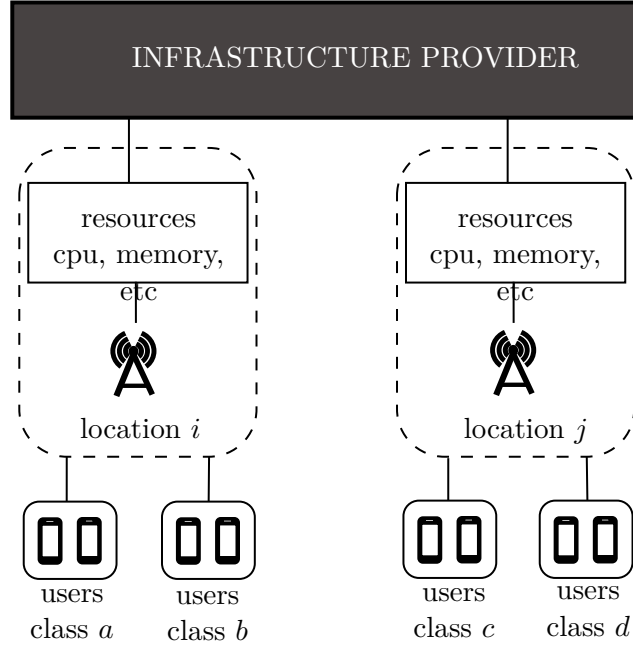 INFRASTRUCTURE PROVIDER
resources
cpu, memory,
etc
location i
users
class a
users
class b
resources
cpu, memory,
etc
location j
users
class c
users
class d